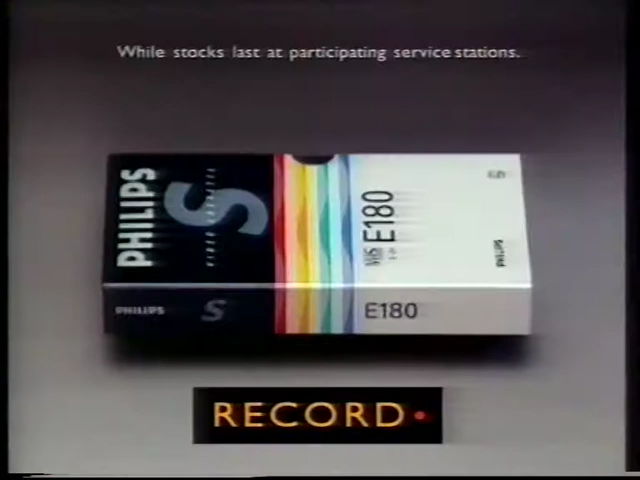 While stocks last at participating service stations.
PHILIPS
VIDEO CASSETTE
S
VHS E180
PHILIPS
PHILIPS
S
E180
RECORD